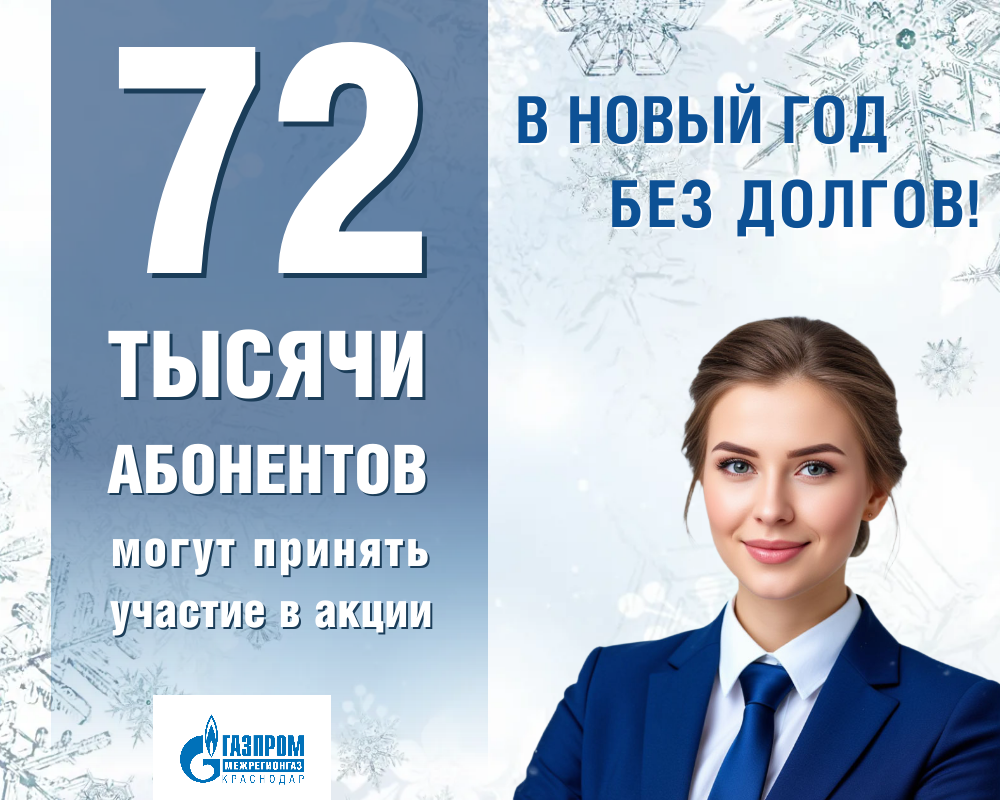 72
ТЫСЯЧИ
АБОНЕНТОВ
могут принять
участие в акции
ГАЗПРОМ
МЕЖРЕГИОНГАЗ
КРАСНОДАР
В НОВЫЙ ГОД
БЕЗ ДОЛГОВ!